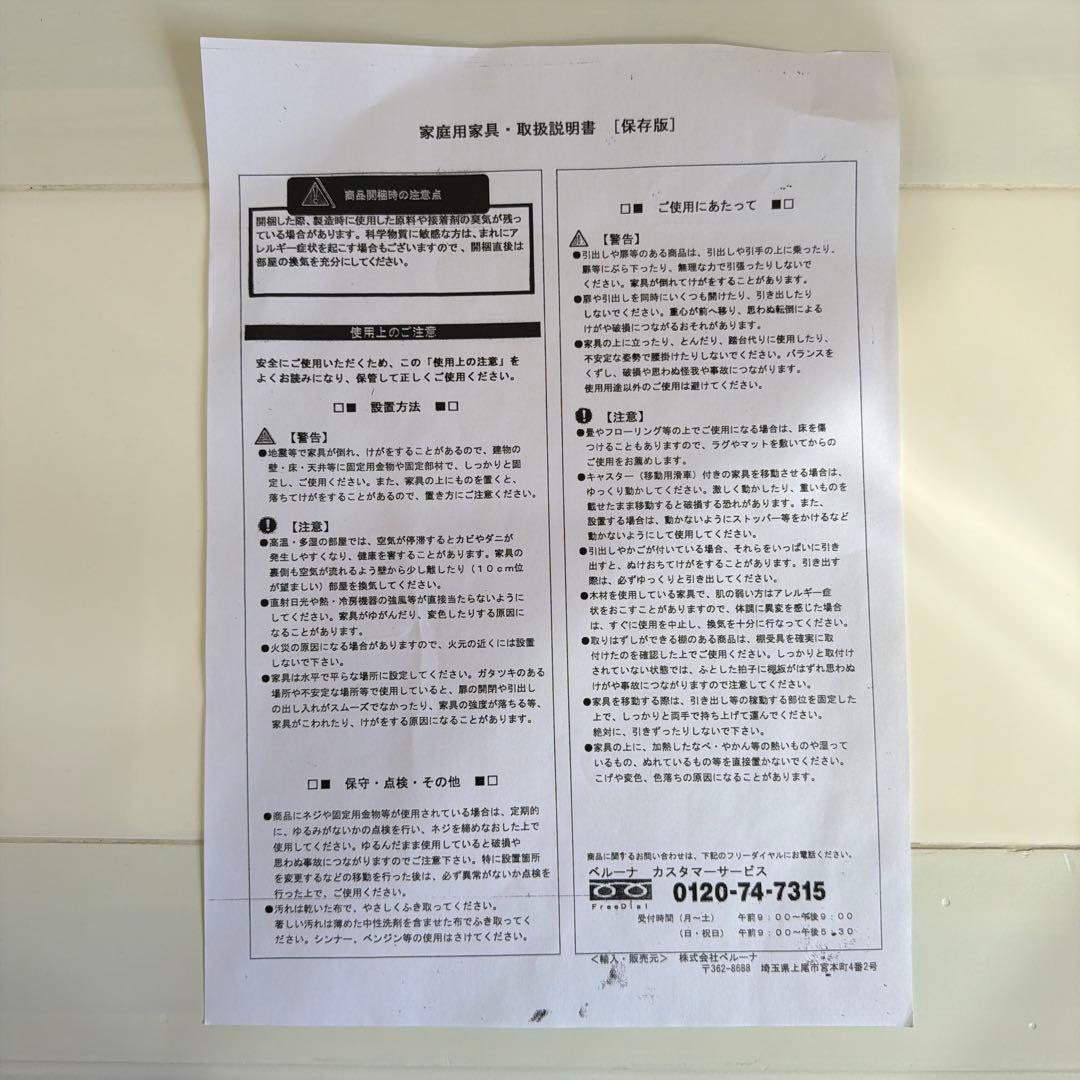 家庭用家具・取扱説明書 ［保存版］
商品開梱時の注意点
開梱した際、製造時に使用した原料や接着剤の臭気が残っ
ている場合があります。科学物質に敏感な方は、まれにア
レルギー症状を起こす場合もございますので、開梱直後は
部屋の換気を充分にしてください。
使用上のご注意
安全にご使用いただくため、この「使用上の注意」を
よくお読みになり、保管して正しくご使用ください。
□■ 設置方法 ■□
【警告】
●地震等で家具が倒れ、けがをすることがあるので、建物の
壁・床・天井等に固定用金物や固定部材で、しっかりと固
定し、ご使用ください。また、家具の上にものを置くと、
落ちてけがをすることがあるので、置き方にご注意ください。
【注意】
●高温・多湿の部屋では、空気が停滞するとカビやダニが
発生しやすくなり、健康を害することがあります。家具の
裏側も空気が流れるよう壁から少し離したり（１０ｃｍ位
が望ましい）部屋を換気してください。
●直射日光や熱・冷房機器の強風等が直接当たらないように
してください。家具がゆがんだり、変色したりする原因に
なることがあります。
●火災の原因になる場合がありますので、火元の近くには設置
しないで下さい。
●家具は水平で平らな場所に設定してください。ガタツキのある
場所や不安定な場所等で使用していると、扉の開閉や引出し
の出し入れがスムーズでなかったり、家具の強度が落ちる等、
家具がこわれたり、けがをする原因になることがあります。
□■ 保守・点検・その他 ■□
●商品にネジや固定用金物等が使用されている場合は、定期的
に、ゆるみがないかの点検を行い、ネジを締めなおした上で
使用してください。ゆるんだまま使用していると破損や
思わぬ事故につながりますのでご注意下さい。特に設置箇所
を変更するなどの移動を行った後は、必ず異常がないか点検を
行った上で、ご使用ください。
●汚れは乾いた布で、やさしくふき取ってください。
著しい汚れは薄めた中性洗剤を含ませた布でふき取ってく
ださい。シンナー、ベンジン等の使用はさけてください。
□■ ご使用にあたって ■□
【警告】
●引出しや扉等のある商品は、引出しや引手の上に乗ったり、
扉等にぶら下ったり、無理な力で引張ったりしないで
ください。家具が倒れてけがをすることがあります。
●扉や引出しを同時にいくつも開けたり、引き出したり
しないでください。重心が前へ移り、思わぬ転倒による
けがや破損につながるおそれがあります。
●家具の上に立ったり、とんだり、踏台代りに使用したり、
不安定な姿勢で腰掛けたりしないでください。バランスを
くずし、破損や思わぬ怪我や事故につながります。
使用用途以外のご使用は避けてください。
【注意】
●畳やフローリング等の上でご使用になる場合は、床を傷
つけることもありますので、ラグやマットを敷いてからの
ご使用をお薦めします。
●キャスター（移動用滑車）付きの家具を移動させる場合は、
ゆっくり動かしてください。激しく動かしたり、重いものを
載せたまま移動すると破損する恐れがあります。また、
設置する場合は、動かないようにストッパー等をかけるなど
動かないようにして使用してください。
●引出しやかごが付いている場合、それらをいっぱいに引き
出すと、ぬけおちてけがをすることがあります。引き出す
際は、必ずゆっくりと引き出してください。
●木材を使用している家具で、肌の弱い方はアレルギー症
状をおこすことがありますので、体調に異変を感じた場合
は、すぐに使用を中止し、換気を十分に行なってください。
●取りはずしができる棚のある商品は、棚受具を確実に取
付けたのを確認した上でご使用ください。しっかりと取付け
されていない状態では、ふとした拍子に棚板がはずれ思わぬ
けがや事故につながりますので注意してください。
●家具を移動する際は、引き出し等の稼動する部位を固定した
上で、しっかりと両手で持ち上げて運んでください。
絶対に、引きずったりしないで下さい。
●家具の上に、加熱したなべ・やかん等の熱いものや湿って
いるもの、ぬれているもの等を直接置かないでください。
こげや変色、色落ちの原因になることがあります。
商品に関するお問い合わせは、下記のフリーダイヤルにお電話ください。
ベルーナ カスタマーサービス
0120-74-7315
FreeDial
受付時間（月～土） 午前９：００～午後９：００
（日・祝日） 午前９：００～午後５：３０
＜輸入・販売元＞ 株式会社ベルーナ
〒362-8688 埼玉県上尾市宮本町4番2号